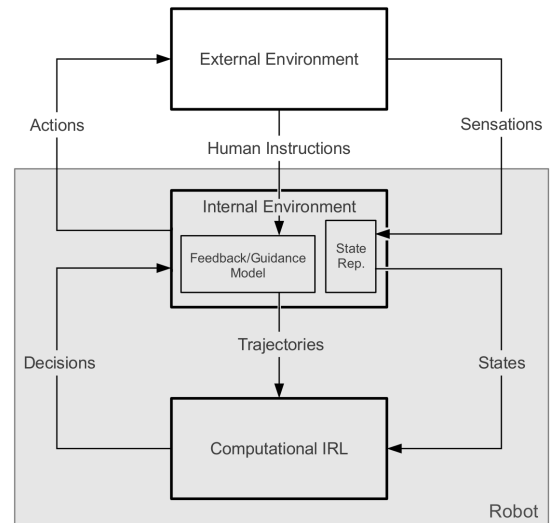 External Environment
Actions
Sensations
Human Instructions
Internal Environment
Feedback/Guidance
Model
State
Rep.
Trajectories
Decisions
States
Computational IRL
Robot